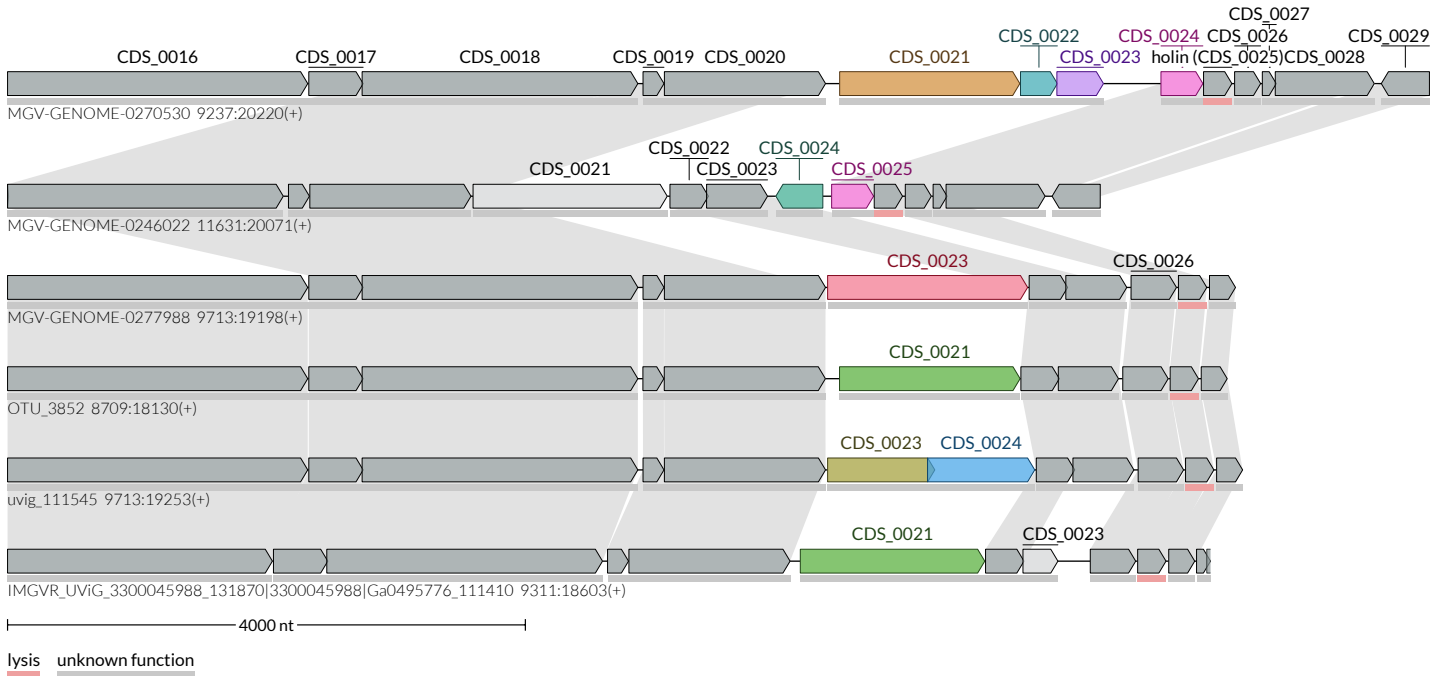 CDS_0027
CDS_0022 CDS_0024 CDS_0026 CDS_0029
CDS_0016 CDS_0017 CDS_0018 CDS_0019 CDS_0020 CDS_0021 CDS_0023 holin (CDS_0025) CDS_0028
MGV-GENOME-0270530 9237:20220(+)
CDS_0022 CDS_0024
CDS_0021 CDS_0023 CDS_0025
MGV-GENOME-0246022 11631:20071(+)
CDS_0023 CDS_0026
MGV-GENOME-0277988 9713:19198(+)
CDS_0021
OTU_3852 8709:18130(+)
CDS_0023 CDS_0024
uvig_111545 9713:19253(+)
CDS_0021 CDS_0023
IMGVR_UViG_3300045988_131870|3300045988|Ga0495776_111410 9311:18603(+)
4000 nt
lysis unknown function